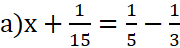 a)x + 1/15 = 1/5 − 1/3